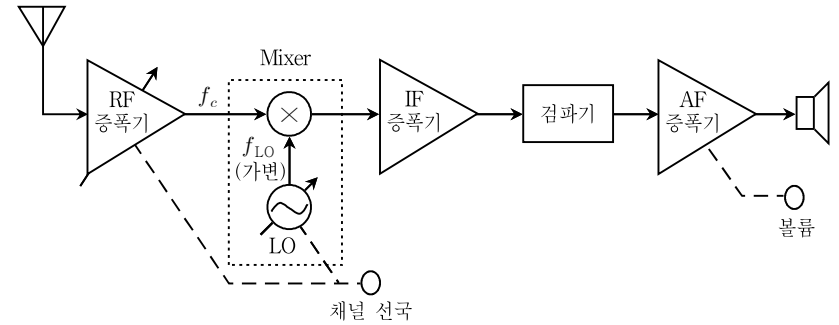 Mixer
RF
증폭기
f_c
×
f_LO
(가변)
LO
IF
증폭기
검파기
AF
증폭기
볼륨
채널 선국